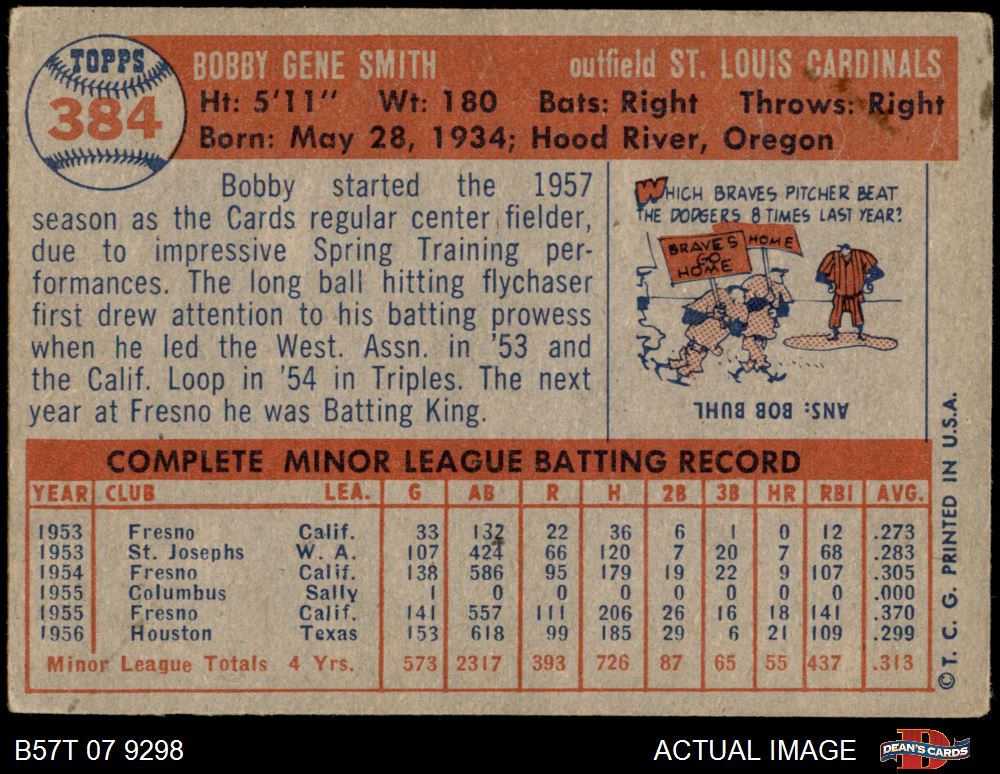 TOPPS
384
BOBBY GENE SMITH outfield ST. LOUIS CARDINALS
Ht: 5'11" Wt: 180 Bats: Right Throws: Right
Born: May 28, 1934; Hood River, Oregon
Bobby started the 1957
season as the Cards regular center fielder,
due to impressive Spring Training per-
formances. The long ball hitting flychaser
first drew attention to his batting prowess
when he led the West. Assn. in '53 and
the Calif. Loop in '54 in Triples. The next
year at Fresno he was Batting King.
WHICH BRAVES PITCHER BEAT
THE DODGERS 8 TIMES LAST YEAR?
BRAVES
GO
HOME
HOME
ANS: BOB BUHL
COMPLETE MINOR LEAGUE BATTING RECORD
YEAR CLUB LEA. G AB R H 2B 3B HR RBI AVG.
1953 Fresno Calif. 33 132 22 36 6 1 0 12 .273
1953 St. Josephs W. A. 107 424 66 120 7 20 7 68 .283
1954 Fresno Calif. 138 586 95 179 19 22 9 107 .305
1955 Columbus Sally 1 0 0 0 0 0 0 0 .000
1955 Fresno Calif. 141 557 111 206 26 16 18 141 .370
1956 Houston Texas 153 618 99 185 29 6 21 109 .299
Minor League Totals 4 Yrs. 573 2317 393 726 87 65 55 437 .313
©T. C. G. PRINTED IN U.S.A.
B57T 07 9298 ACTUAL IMAGE DEAN'S CARDS